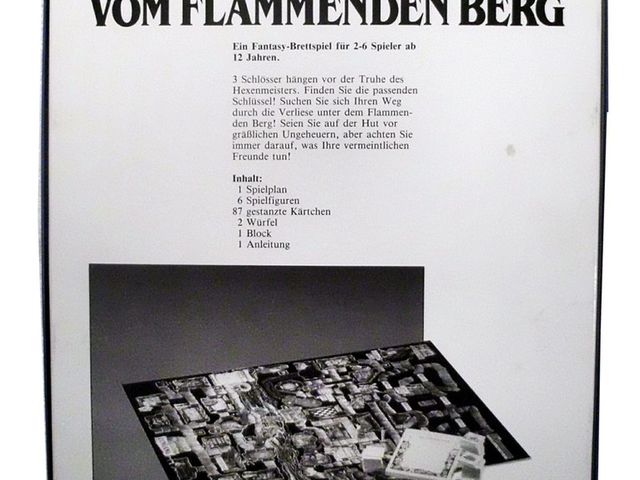 VOM FLAMMENDEN BERG
Ein Fantasy-Brettspiel für 2-6 Spieler ab
12 Jahren.
3 Schlösser hängen vor der Truhe des
Hexenmeisters. Finden Sie die passenden
Schlüssel! Suchen Sie sich Ihren Weg
durch die Verliese unter dem Flammen-
den Berg! Seien Sie auf der Hut vor
gräßlichen Ungeheuern, aber achten Sie
immer darauf, was Ihre vermeintlichen
Freunde tun!
Inhalt:
1 Spielplan
6 Spielfiguren
87 gestanzte Kärtchen
2 Würfel
1 Block
1 Anleitung